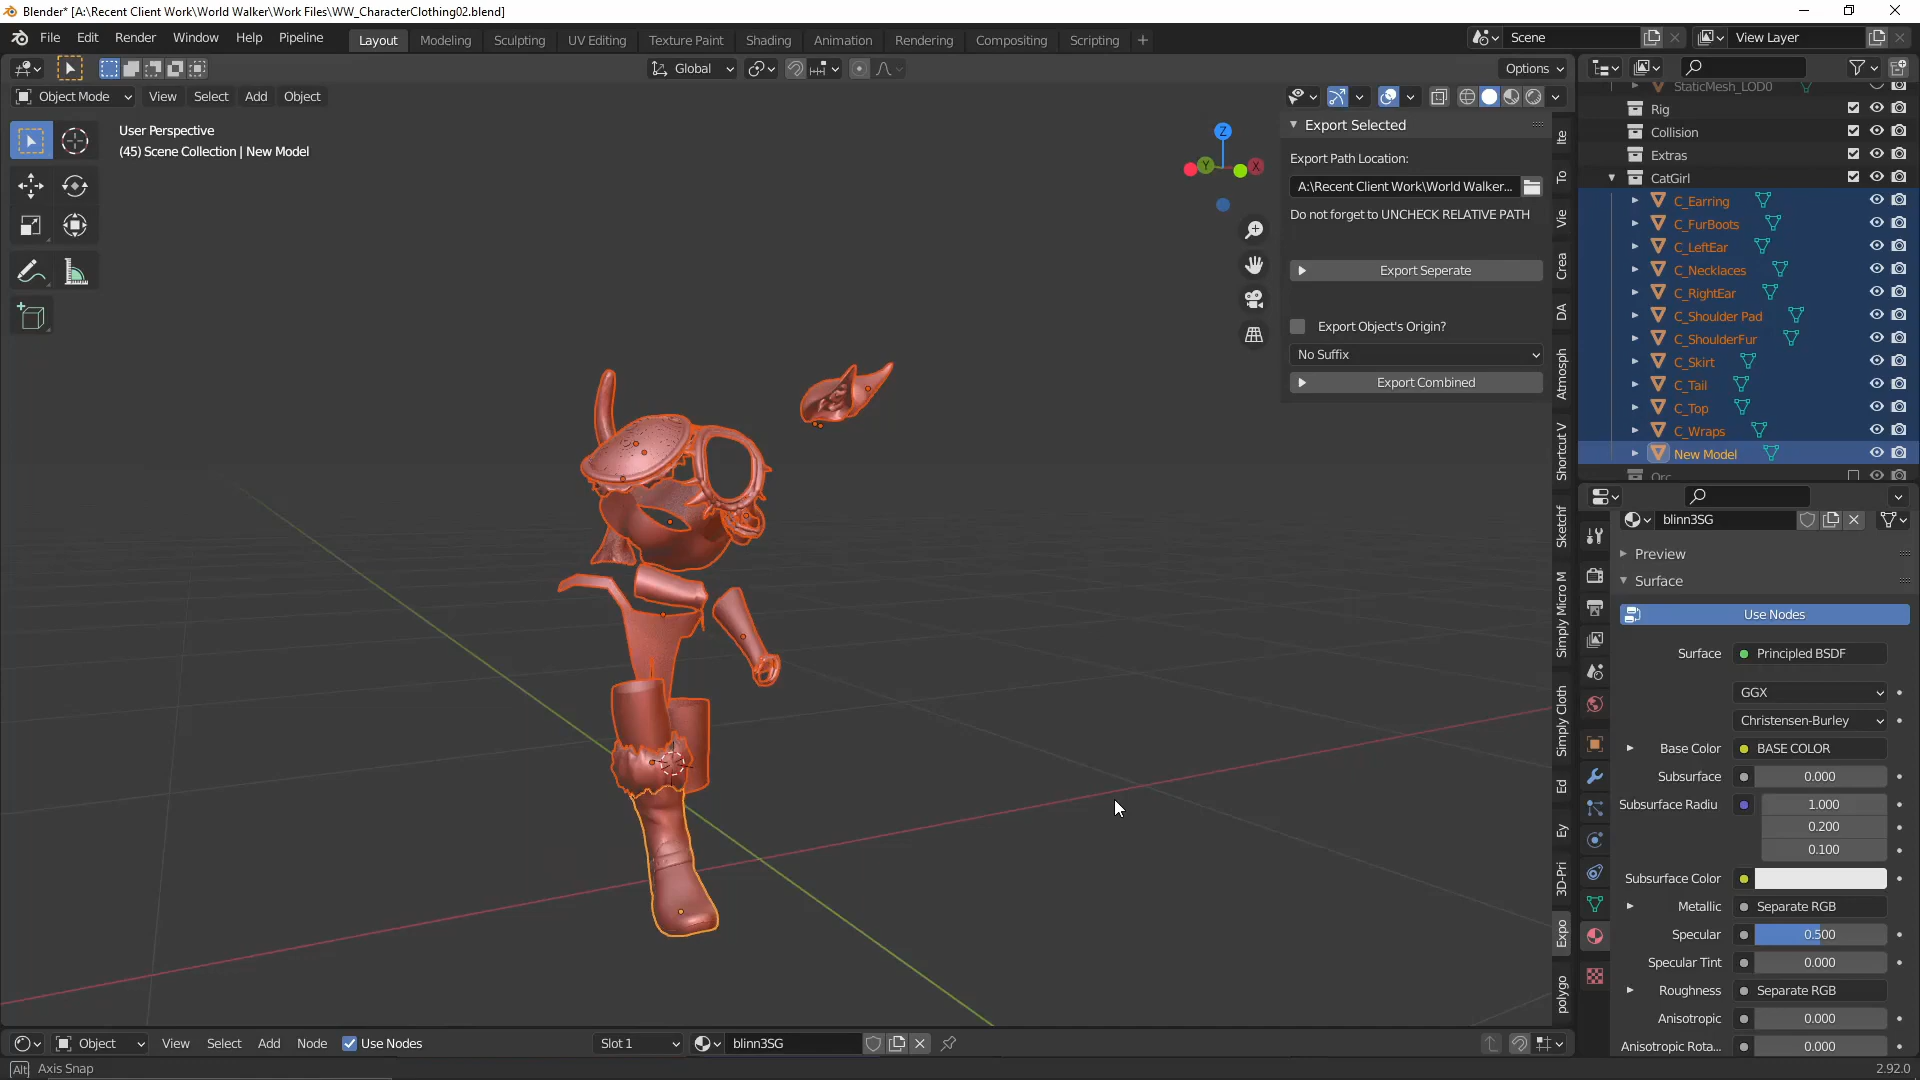 Blender* [A:\Recent Client Work\World Walker\Work Files\WW_CharacterClothing02.blend]
File Edit Render Window Help Pipeline Layout Modeling Sculpting UV Editing Texture Paint Shading Animation Rendering Compositing Scripting Scene View Layer
Global Options
Object Mode View Select Add Object
User Perspective
(45) Scene Collection | New Model
Z
Y
X
Export Selected
Export Path Location:
A:\Recent Client Work\World Walker...
Do not forget to UNCHECK RELATIVE PATH
Export Seperate
Export Object's Origin?
No Suffix
Export Combined
Ite
To
Vie
Crea
DA
Atmosph
Shortcut V
Sketchf
Simply Micro M
Simply Cloth
Ed
Ey
3D-Pri
Expo
polygo
StaticMesh_LOD0
Rig
Collision
Extras
CatGirl
C_Earring
C_FurBoots
C_LeftEar
C_Necklaces
C_RightEar
C_Shoulder Pad
C_ShoulderFur
C_Skirt
C_Tail
C_Top
C_Wraps
New Model
Orc
blinn3SG
Preview
Surface
Use Nodes
Surface Principled BSDF
GGX
Christensen-Burley
Base Color BASE COLOR
Subsurface 0.000
Subsurface Radiu 1.000
0.200
0.100
Subsurface Color
Metallic Separate RGB
Specular 0.500
Specular Tint 0.000
Roughness Separate RGB
Anisotropic 0.000
Anisotropic Rota... 0.000
Object View Select Add Node Use Nodes Slot 1 blinn3SG
Alt Axis Snap
2.92.0